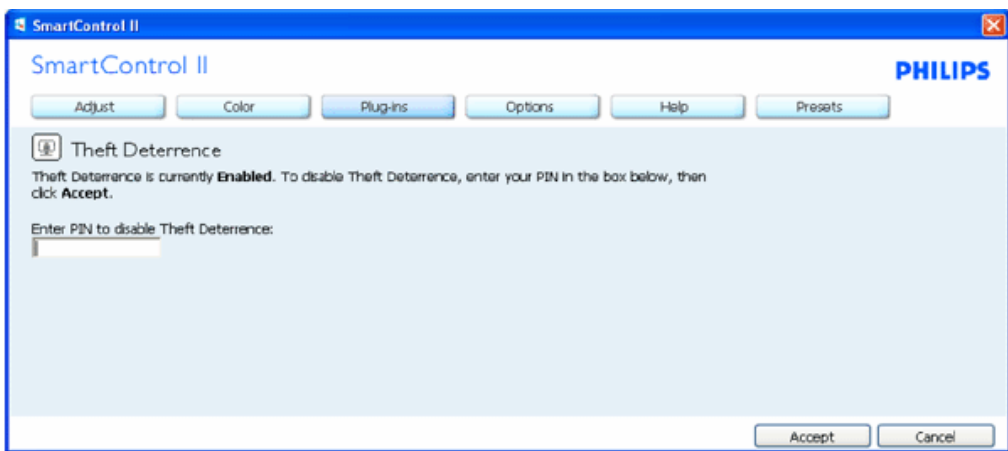 SmartControl II
SmartControl II
PHILIPS
Adjust Color Plug-ins Options Help Presets
Theft Deterrence
Theft Deterrence is currently Enabled. To disable Theft Deterrence, enter your PIN in the box below, then
click Accept.
Enter PIN to disable Theft Deterrence:
Accept Cancel